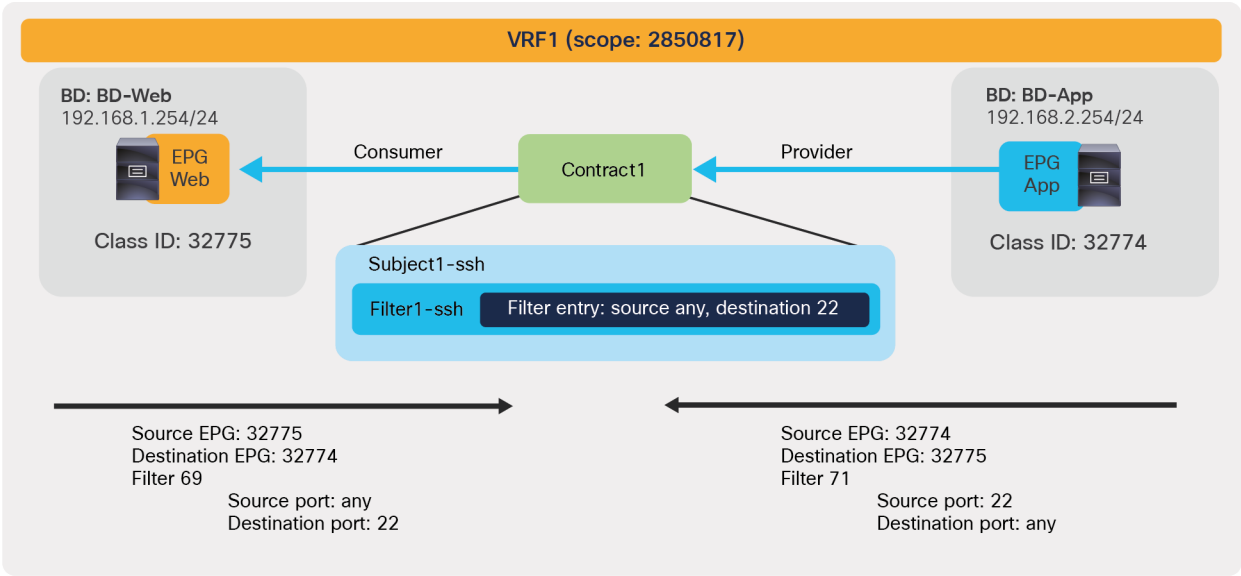 VRF1 (scope: 2850817)
BD: BD-Web
192.168.1.254/24
EPG
Web
Class ID: 32775
Consumer
Contract1
Provider
BD: BD-App
192.168.2.254/24
EPG
App
Class ID: 32774
Subject1-ssh
Filter1-ssh
Filter entry: source any, destination 22
Source EPG: 32775
Destination EPG: 32774
Filter 69
Source port: any
Destination port: 22
Source EPG: 32774
Destination EPG: 32775
Filter 71
Source port: 22
Destination port: any